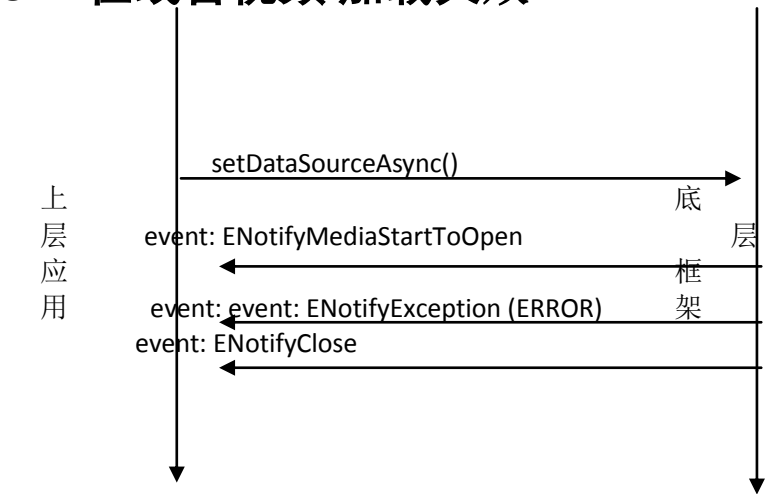 setDataSourceAsync()
上层应用
底层框架
event: ENotifyMediaStartToOpen
event: event: ENotifyException (ERROR)
event: ENotifyClose